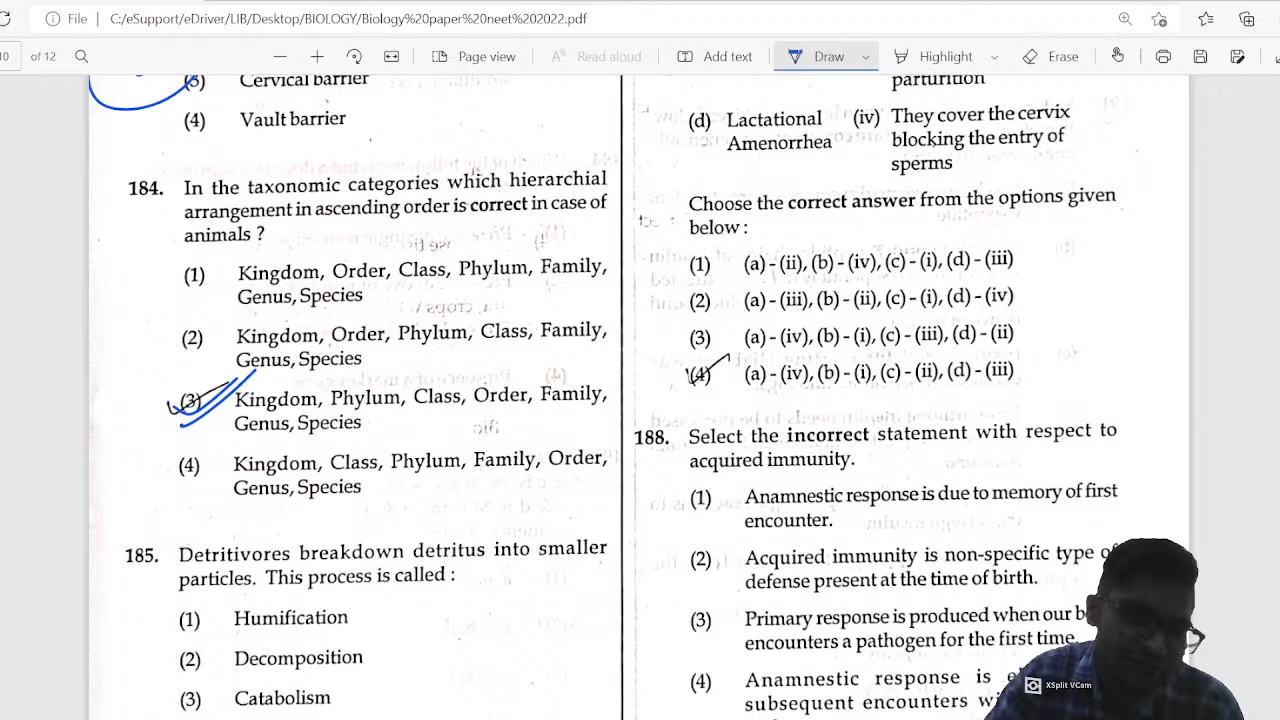 File
C:/eSupport/eDriver/LIB/Desktop/BIOLOGY/Biology%20paper%20neet%202022.pdf
10 of 12
Page view
Read aloud
Add text
Draw
Highlight
Erase
(3) Cervical barrier
(4) Vault barrier
184. In the taxonomic categories which hierarchial
arrangement in ascending order is correct in case of
animals ?
(1) Kingdom, Order, Class, Phylum, Family,
Genus, Species
(2) Kingdom, Order, Phylum, Class, Family,
Genus, Species
(3) Kingdom, Phylum, Class, Order, Family,
Genus, Species
(4) Kingdom, Class, Phylum, Family, Order,
Genus, Species
185. Detritivores breakdown detritus into smaller
particles. This process is called :
(1) Humification
(2) Decomposition
(3) Catabolism
parturition
(d) Lactational (iv) They cover the cervix
Amenorrhea blocking the entry of
sperms
Choose the correct answer from the options given
below :
(1) (a) - (ii), (b) - (iv), (c) - (i), (d) - (iii)
(2) (a) - (iii), (b) - (ii), (c) - (i), (d) - (iv)
(3) (a) - (iv), (b) - (i), (c) - (iii), (d) - (ii)
(4) (a) - (iv), (b) - (i), (c) - (ii), (d) - (iii)
188. Select the incorrect statement with respect to
acquired immunity.
(1) Anamnestic response is due to memory of first
encounter.
(2) Acquired immunity is non-specific type
defense present at the time of birth.
(3) Primary response is produced when our
encounters a pathogen for the first time.
(4) Anamnestic response is
subsequent encounters
XSplit VCam